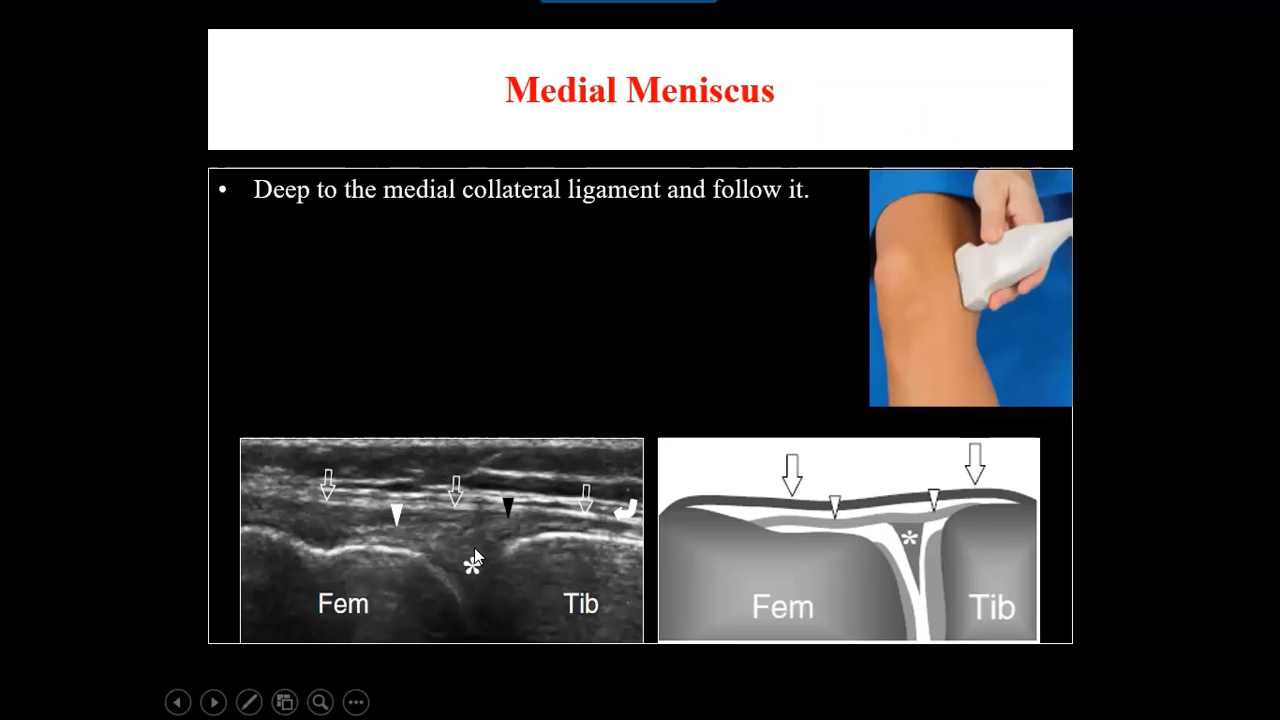 Medial Meniscus
• Deep to the medial collateral ligament and follow it.
*
Fem
Tib
*
Fem
Tib